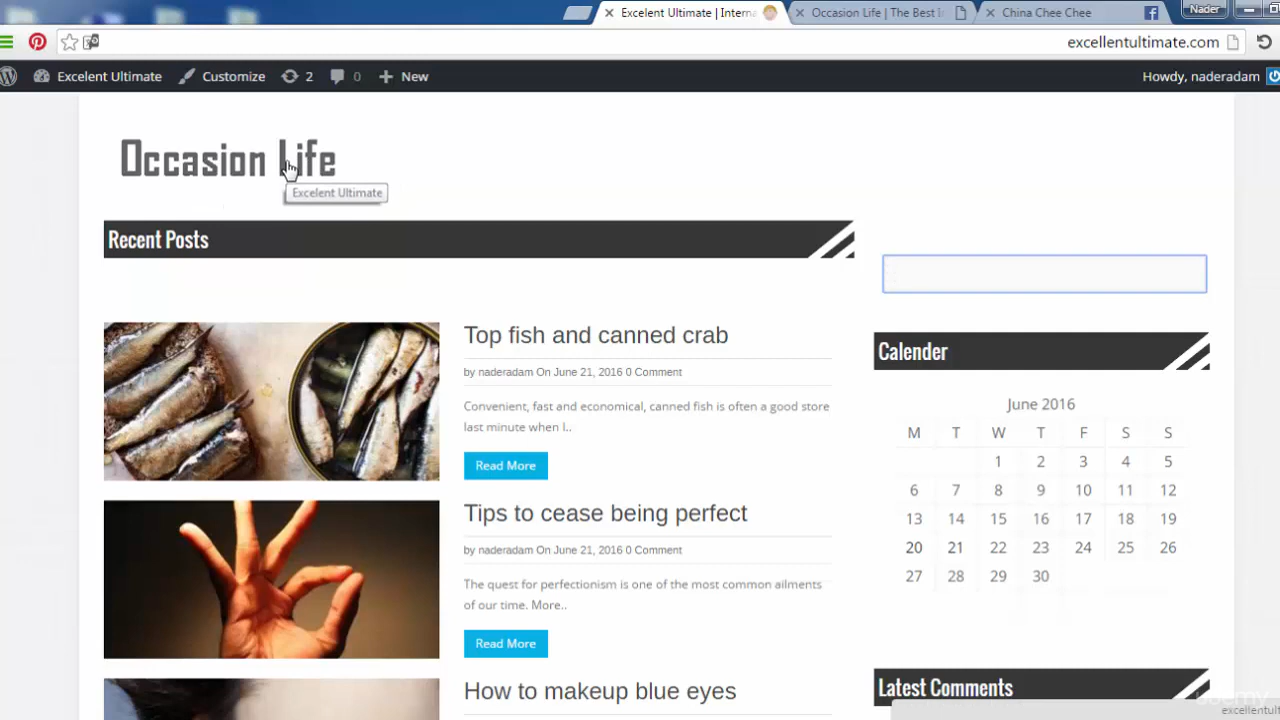 Excelent Ultimate | Interna
Occasion Life | The Best I
China Chee Chee
Nader
excellentultimate.com
Excelent Ultimate
Customize
2
0
New
Howdy, naderadam
Occasion Life
Excelent Ultimate
Recent Posts
Top fish and canned crab
by naderadam On June 21, 2016 0 Comment
Convenient, fast and economical, canned fish is often a good store
last minute when I..
Read More
Tips to cease being perfect
by naderadam On June 21, 2016 0 Comment
The quest for perfectionism is one of the most common ailments
of our time. More..
Read More
How to makeup blue eyes
Calender
June 2016
M T W T F S S
1 2 3 4 5
6 7 8 9 10 11 12
13 14 15 16 17 18 19
20 21 22 23 24 25 26
27 28 29 30
Latest Comments
udemy
excellentult